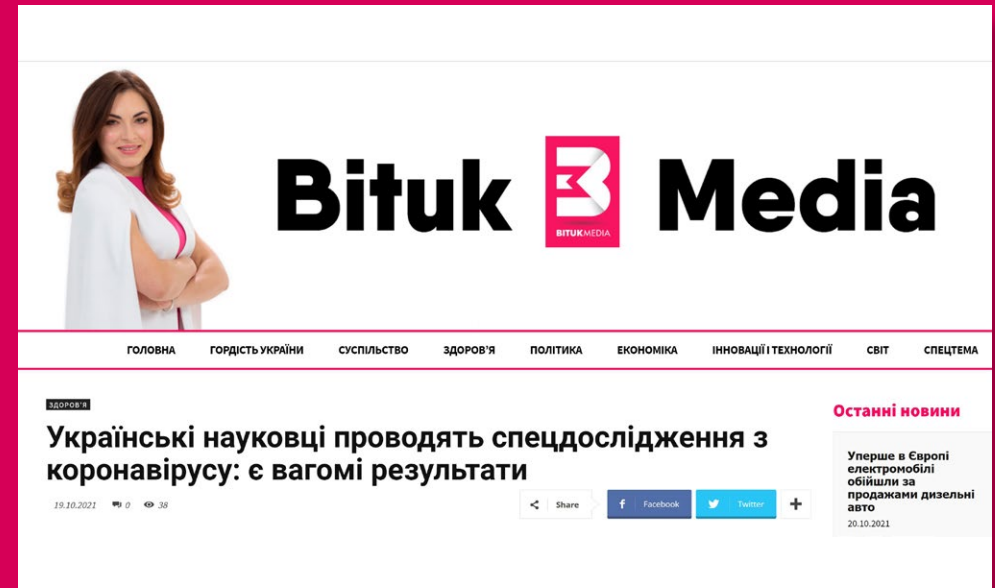 Bituk Media
BITUKMEDIA
ГОЛОВНА ГОРДІСТЬ УКРАЇНИ СУСПІЛЬСТВО ЗДОРОВ'Я ПОЛІТИКА ЕКОНОМІКА ІННОВАЦІЇ І ТЕХНОЛОГІЇ СВІТ СПЕЦТЕМА
ЗДОРОВ'Я
Українські науковці проводять спецдослідження з
коронавірусу: є вагомі результати
19.10.2021 0 38
Share Facebook Twitter
Останні новини
Уперше в Європі
електромобілі
обійшли за
продажами дизельні
авто
20.10.2021